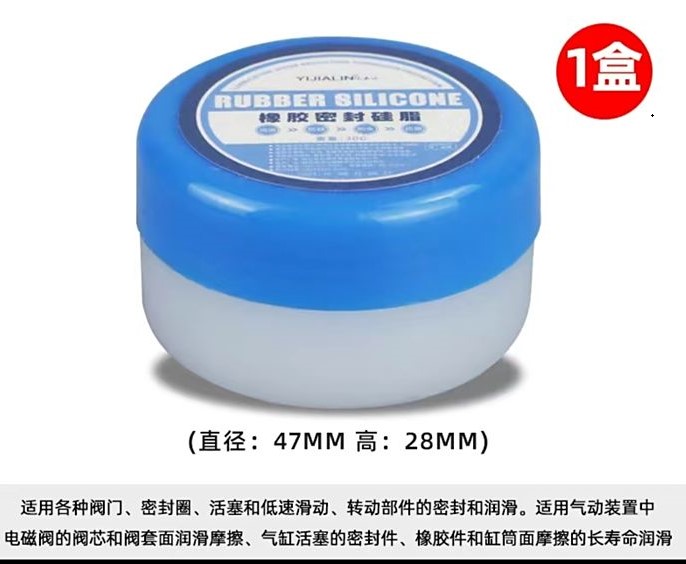 1盒
YIJIALIN
RUBBER SILICONE
橡胶密封硅脂
(直径：47MM 高：28MM)
适用各种阀门、密封圈、活塞和低速滑动、转动部件的密封和润滑。适用气动装置中
电磁阀的阀芯和阀套面润滑摩擦、气缸活塞的密封件、橡胶件和缸筒面摩擦的长寿命润滑